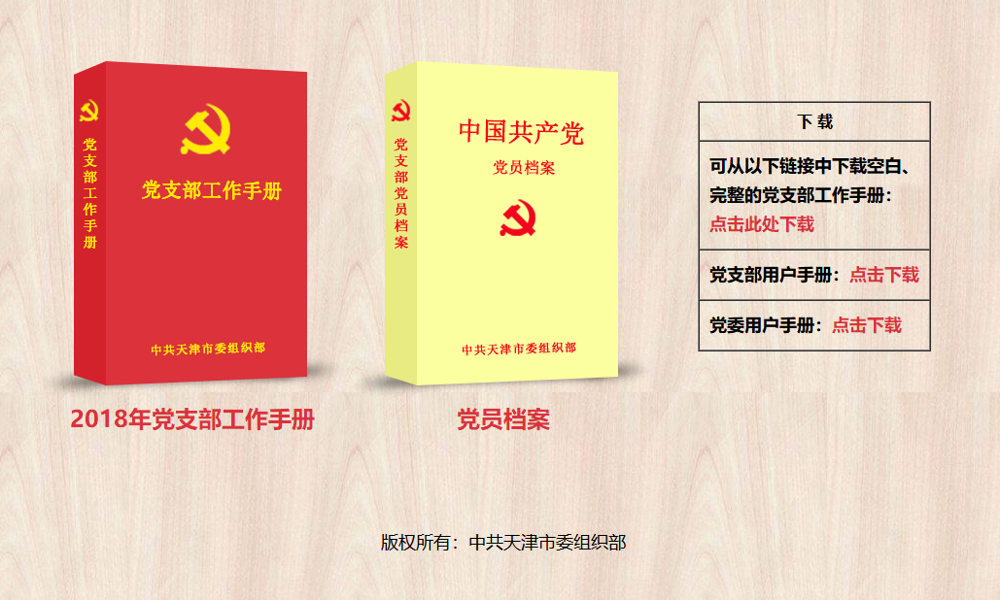 党支部工作手册
党支部工作手册
中共天津市委组织部
2018年党支部工作手册
党支部党员档案
中国共产党
党员档案
中共天津市委组织部
党员档案
下 载
可从以下链接中下载空白、
完整的党支部工作手册：
点击此处下载
党支部用户手册：点击下载
党委用户手册：点击下载
版权所有：中共天津市委组织部